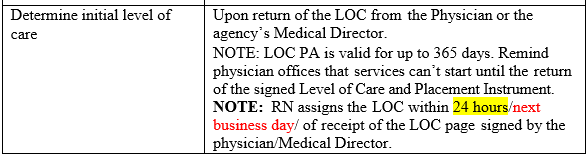 Determine initial level of
care
Upon return of the LOC from the Physician or the
agency’s Medical Director.
NOTE: LOC PA is valid for up to 365 days. Remind
physician offices that services can’t start until the return
of the signed Level of Care and Placement Instrument.
NOTE:  RN assigns the LOC within 24 hours/next
business day/ of receipt of the LOC page signed by the
physician/Medical Director.